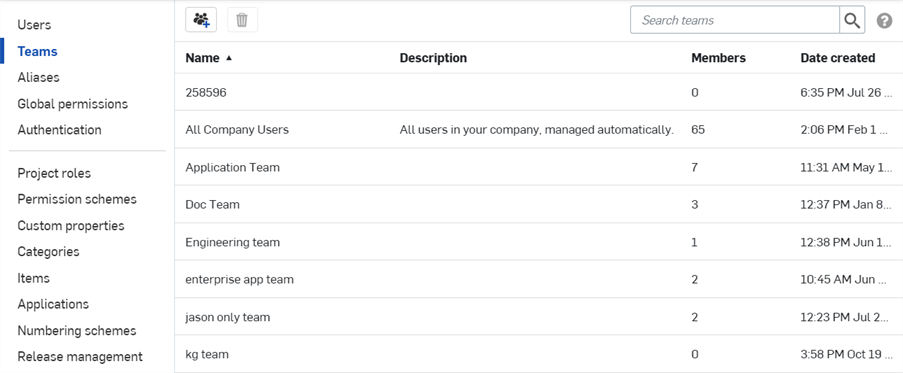 Users
Teams
Aliases
Global permissions
Authentication
Project roles
Permission schemes
Custom properties
Categories
Items
Applications
Numbering schemes
Release management
Search teams ?
Name ▲ Description Members Date created
258596 0 6:35 PM Jul 26 ...
All Company Users All users in your company, managed automatically. 65 2:06 PM Feb 1 ...
Application Team 7 11:31 AM May 1...
Doc Team 3 12:37 PM Jan 8...
Engineering team 1 12:38 PM Jun 1...
enterprise app team 2 10:45 AM Jun ...
jason only team 2 12:23 PM Jul 2...
kg team 0 3:58 PM Oct 19 ...